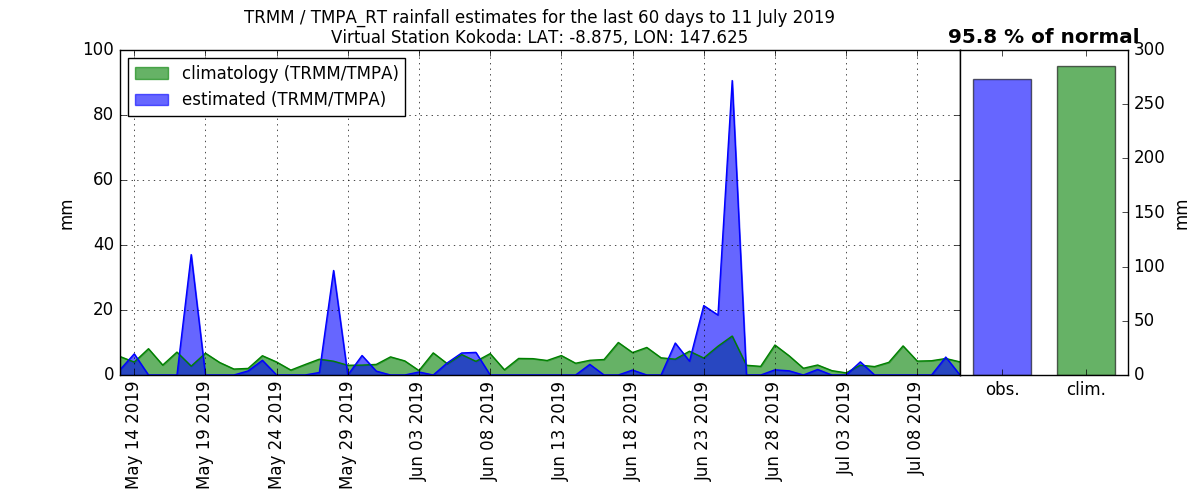 TRMM / TMPA_RT rainfall estimates for the last 60 days to 11 July 2019
Virtual Station Kokoda: LAT: -8.875, LON: 147.625
95.8 % of normal
climatology (TRMM/TMPA)
estimated (TRMM/TMPA)
100
80
60
40
20
0
mm
May 14 2019
May 19 2019
May 24 2019
May 29 2019
Jun 03 2019
Jun 08 2019
Jun 13 2019
Jun 18 2019
Jun 23 2019
Jun 28 2019
Jul 03 2019
Jul 08 2019
obs.
clim.
300
250
200
150
100
50
0
mm